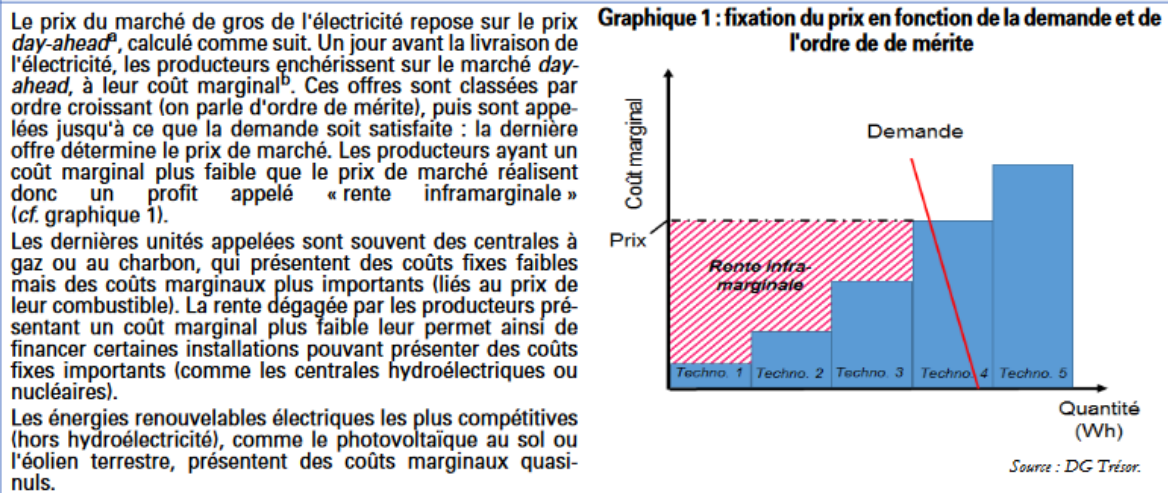 Le prix du marché de gros de l'électricité repose sur le prix
day-aheadᵃ, calculé comme suit. Un jour avant la livraison de
l'électricité, les producteurs enchérissent sur le marché day-
ahead, à leur coût marginalᵇ. Ces offres sont classées par
ordre croissant (on parle d'ordre de mérite), puis sont appe-
lées jusqu'à ce que la demande soit satisfaite : la dernière
offre détermine le prix de marché. Les producteurs ayant un
coût marginal plus faible que le prix de marché réalisent
donc un profit appelé « rente inframarginale »
(cf. graphique 1).
Les dernières unités appelées sont souvent des centrales à
gaz ou au charbon, qui présentent des coûts fixes faibles
mais des coûts marginaux plus importants (liés au prix de
leur combustible). La rente dégagée par les producteurs pré-
sentant un coût marginal plus faible leur permet ainsi de
financer certaines installations pouvant présenter des coûts
fixes importants (comme les centrales hydroélectriques ou
nucléaires).
Les énergies renouvelables électriques les plus compétitives
(hors hydroélectricité), comme le photovoltaïque au sol ou
l'éolien terrestre, présentent des coûts marginaux quasi-
nuls.
Graphique 1 : fixation du prix en fonction de la demande et de
l'ordre de de mérite
Coût marginal
Demande
Prix
Rente infra-
marginale
Techno. 1
Techno. 2
Techno. 3
Techno. 4
Techno. 5
Quantité
(Wh)
Source : DG Trésor.